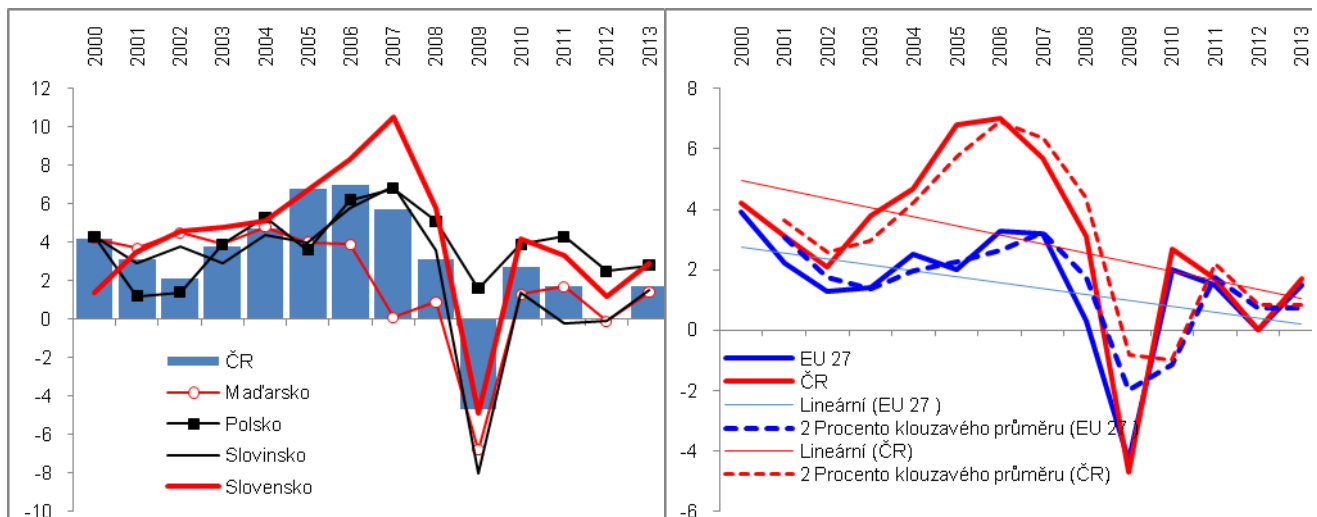 2000 2001 2002 2003 2004 2005 2006 2007 2008 2009 2010 2011 2012 2013
12
10
8
6
4
2
0
-2
-4
-6
-8
-10
ČR
Maďarsko
Polsko
Slovinsko
Slovensko
2000 2001 2002 2003 2004 2005 2006 2007 2008 2009 2010 2011 2012 2013
8
6
4
2
0
-2
-4
-6
EU 27
ČR
Lineární (EU 27 )
2 Procento klouzavého průměru (EU 27 )
Lineární (ČR)
2 Procento klouzavého průměru (ČR)